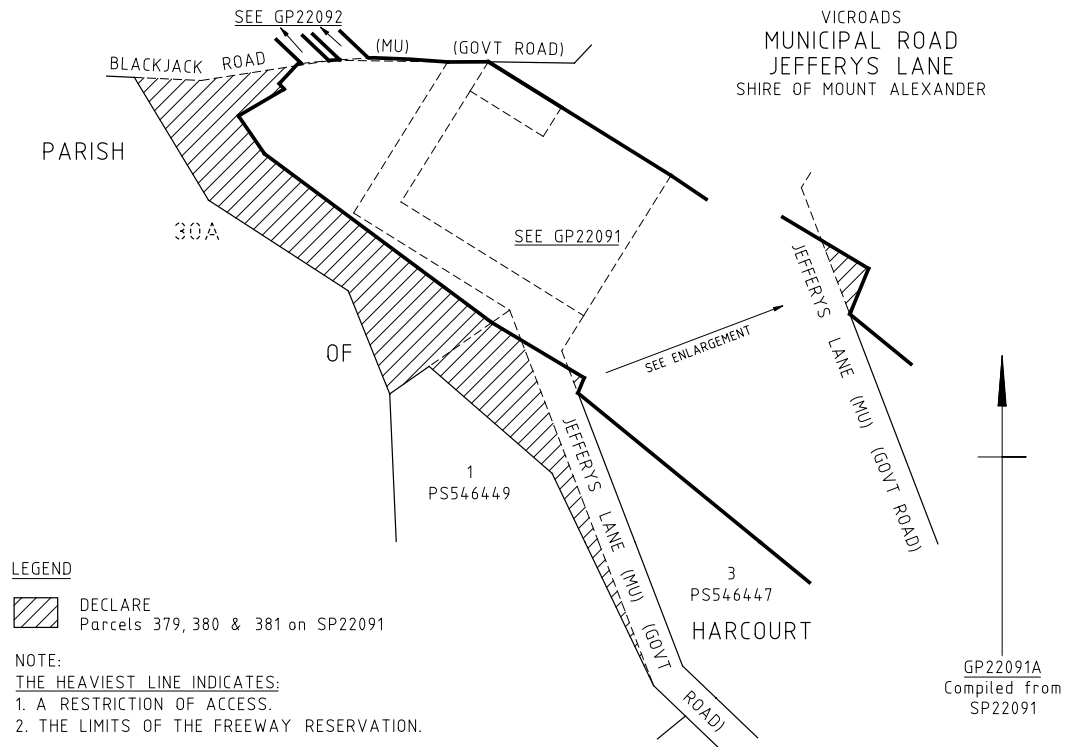 SEE GP22092
VICROADS
MUNICIPAL ROAD
JEFFERYS LANE
SHIRE OF MOUNT ALEXANDER
BLACKJACK ROAD
(MU) (GOVT ROAD)
PARISH
30A
SEE GP22091
OF
SEE ENLARGEMENT
JEFFERYS LANE (MU) (GOVT ROAD)
JEFFERYS LANE (MU) (GOVT ROAD)
1
PS546449
3
PS546447
HARCOURT
LEGEND
DECLARE
Parcels 379, 380 & 381 on SP22091
NOTE:
THE HEAVIEST LINE INDICATES:
1. A RESTRICTION OF ACCESS.
2. THE LIMITS OF THE FREEWAY RESERVATION.
GP22091A
Compiled from
SP22091